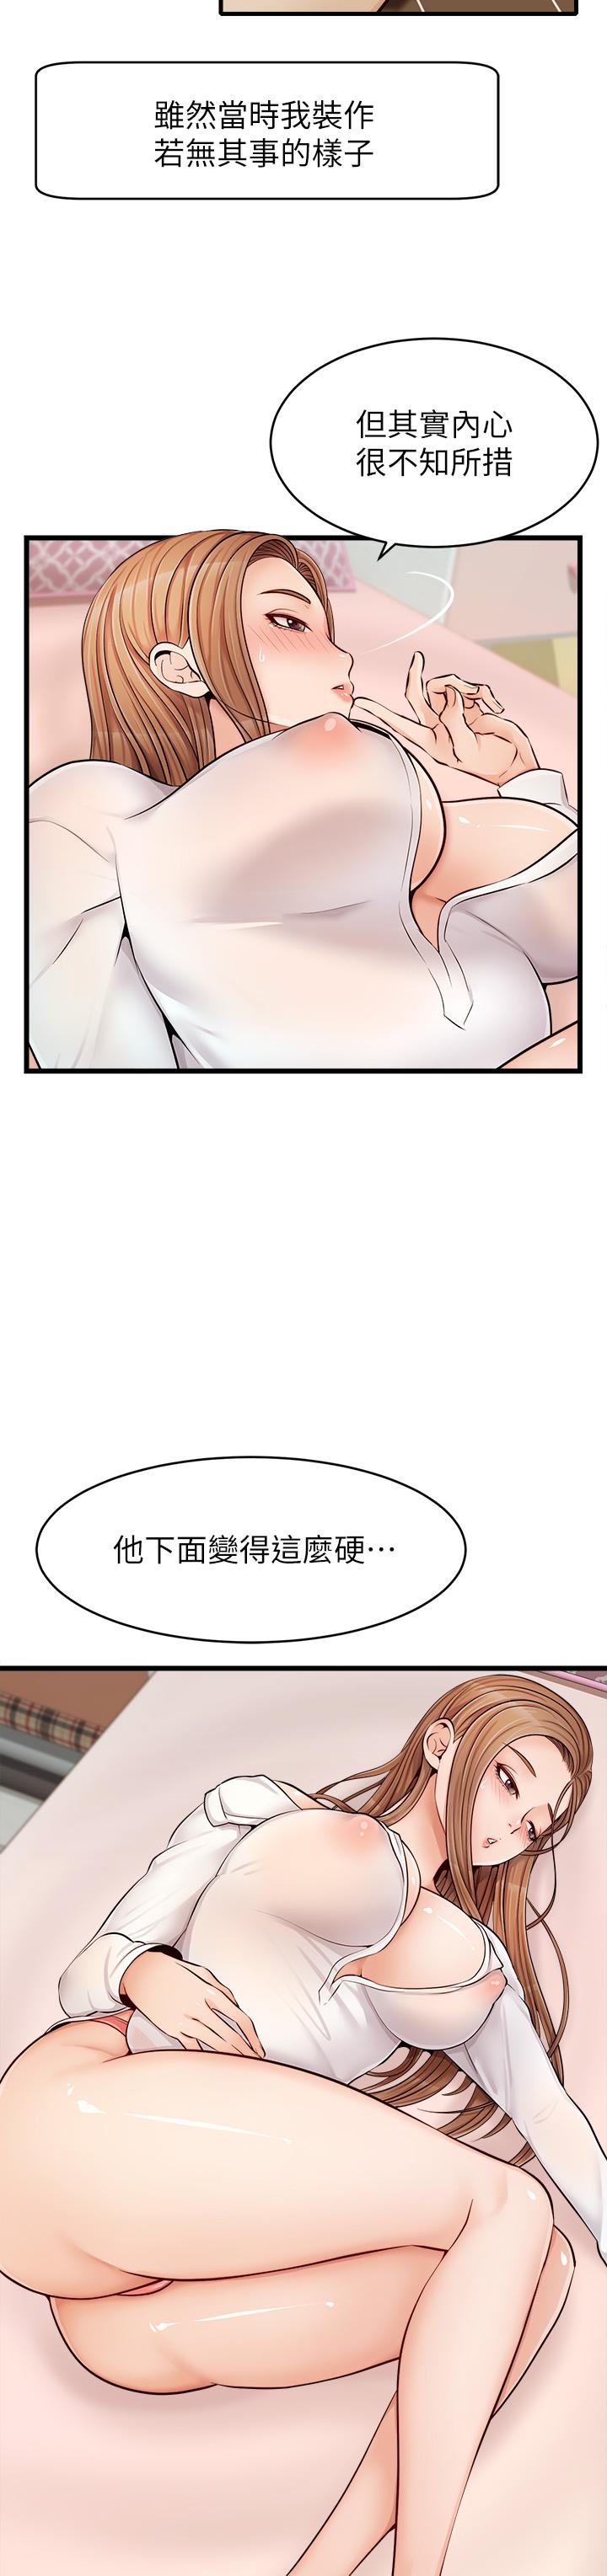 雖然當時我裝作
若無其事的樣子
但其實內心
很不知所措
他下面變得這麼硬⋯